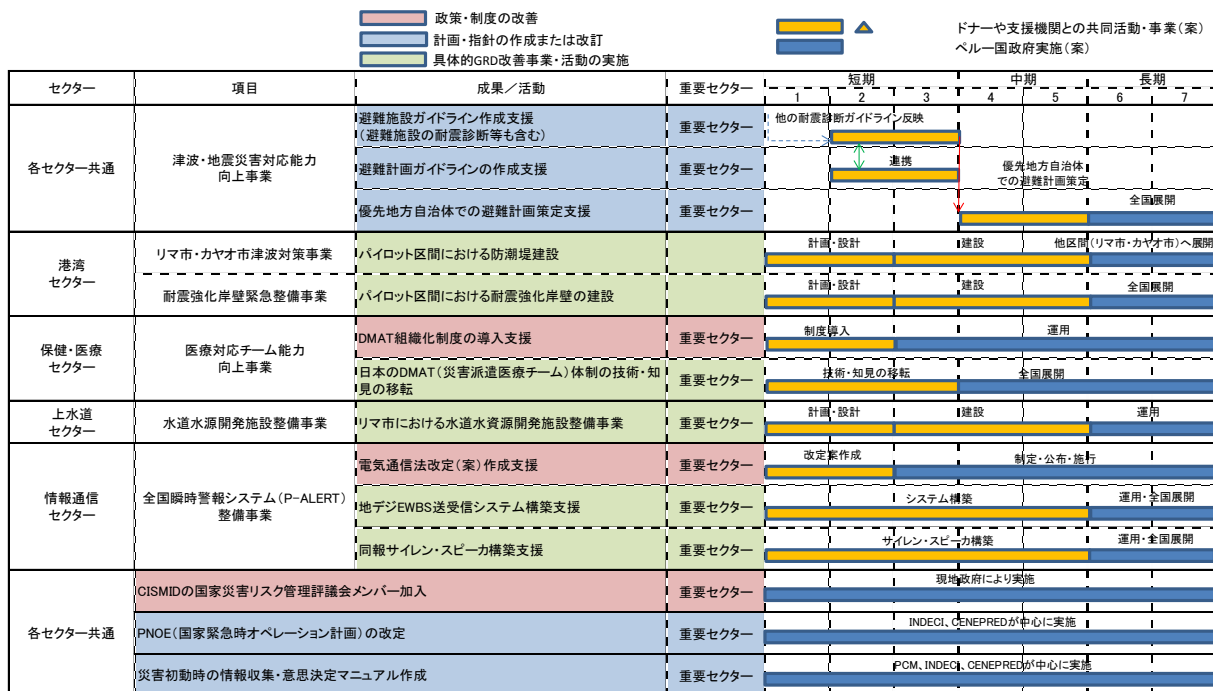 政策・制度の改善
計画・指針の作成または改訂
具体的GRD改善事業・活動の実施
ドナーや支援機関との共同活動・事業(案)
ペルー国政府実施(案)
セクター
項目
成果／活動
重要セクター
短期
中期
長期
1
2
3
4
5
6
7
各セクター共通
津波・地震災害対応能力
向上事業
避難施設ガイドライン作成支援
(避難施設の耐震診断等も含む)
重要セクター
他の耐震診断ガイドライン反映
避難計画ガイドラインの作成支援
重要セクター
連携
優先地方自治体
での避難計画策定
優先地方自治体での避難計画策定支援
重要セクター
全国展開
港湾
セクター
リマ市・カヤオ市津波対策事業
パイロット区間における防潮堤建設
計画・設計
建設
他区間(リマ市・カヤオ市)へ展開
耐震強化岸壁緊急整備事業
パイロット区間における耐震強化岸壁の建設
計画・設計
建設
全国展開
保健・医療
セクター
医療対応チーム能力
向上事業
DMAT組織化制度の導入支援
重要セクター
制度導入
運用
日本のDMAT(災害派遣医療チーム)体制の技術・知
見の移転
重要セクター
技術・知見の移転
全国展開
上水道
セクター
水道水源開発施設整備事業
リマ市における水道水資源開発施設整備事業
重要セクター
計画・設計
建設
運用
情報通信
セクター
全国瞬時警報システム(P-ALERT)
整備事業
電気通信法改定(案)作成支援
重要セクター
改定案作成
制定・公布・施行
地デジEWBS送受信システム構築支援
重要セクター
システム構築
運用・全国展開
同報サイレン・スピーカ構築支援
重要セクター
サイレン・スピーカ構築
運用・全国展開
各セクター共通
CISMIDの国家災害リスク管理評議会メンバー加入
重要セクター
現地政府により実施
PNOE(国家緊急時オペレーション計画)の改定
重要セクター
INDECI、CENEPREDが中心に実施
災害初動時の情報収集・意思決定マニュアル作成
重要セクター
PCM、INDECI、CENEPREDが中心に実施